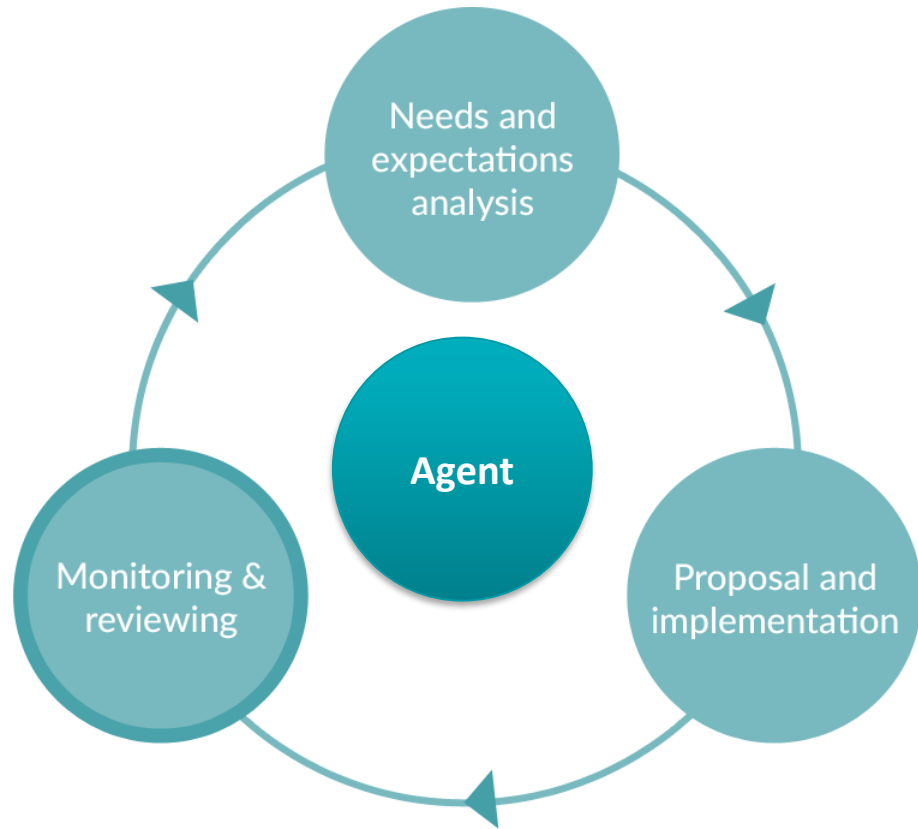 Needs and
expectations
analysis
Agent
Monitoring &
reviewing
Proposal and
implementation